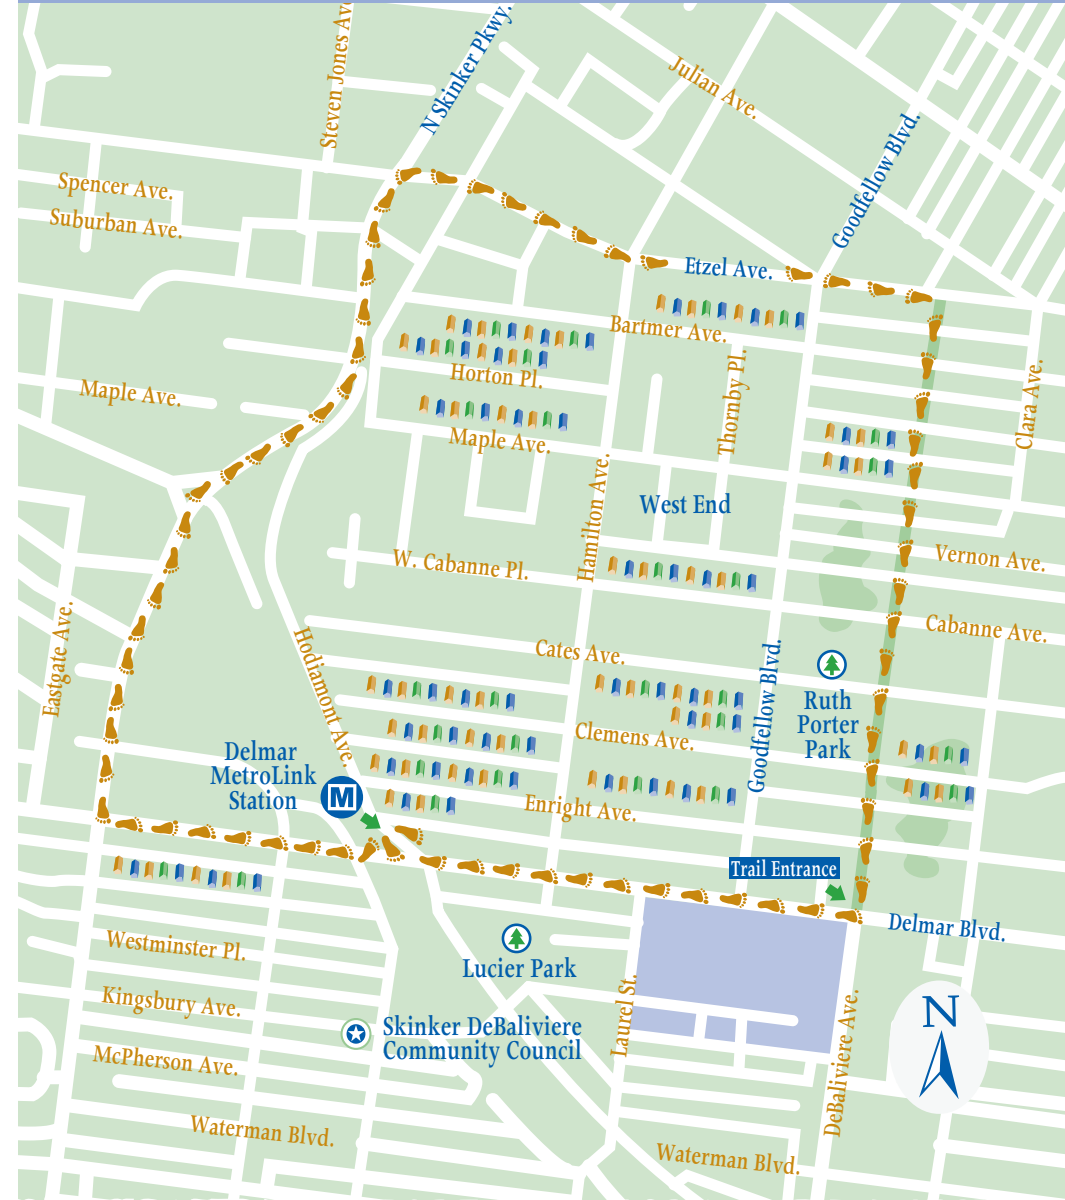 Steven Jones Ave
N Skinker Pkwy.
Julian Ave.
Goodfellow Blvd.
Spencer Ave.
Suburban Ave.
Etzel Ave.
Bartmer Ave.
Horton Pl.
Thornby Pl.
Clara Ave.
Maple Ave.
Maple Ave.
Hamilton Ave.
West End
Vernon Ave.
W. Cabanne Pl.
Eastgate Ave.
Cabanne Ave.
Hodiamont Ave.
Cates Ave.
Goodfellow Blvd.
Ruth
Porter
Park
Clemens Ave.
Delmar
MetroLink
Station
M
Enright Ave.
Trail Entrance
Delmar Blvd.
Westminster Pl.
Lucier Park
Kingsbury Ave.
Laurel St.
DeBaliviere Ave.
N
Skinker DeBaliviere
Community Council
McPherson Ave.
Waterman Blvd.
Waterman Blvd.